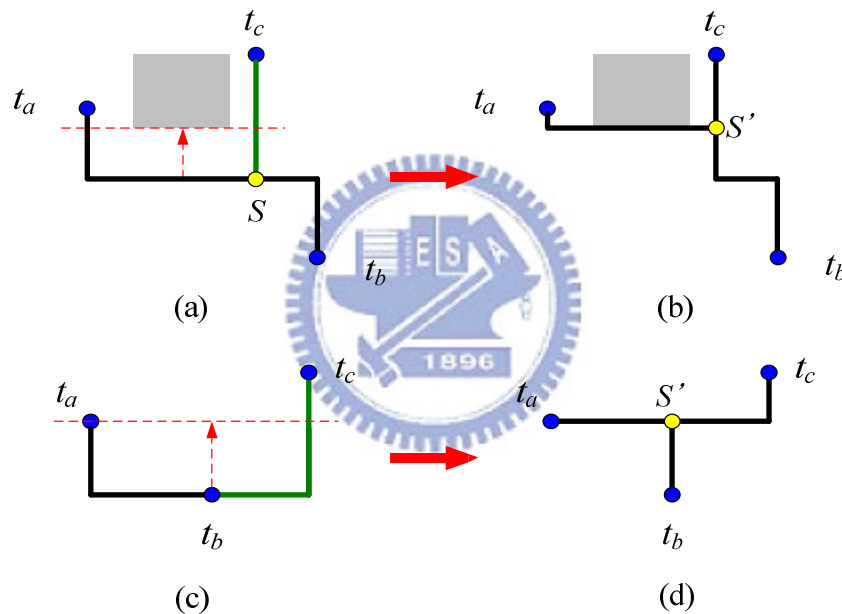 t_c
t_c
t_a
t_a
S'
S
E S A
t_b
t_b
(a)
(b)
1896
t_c
t_c
t_a
t_a
S'
t_b
t_b
(c)
(d)